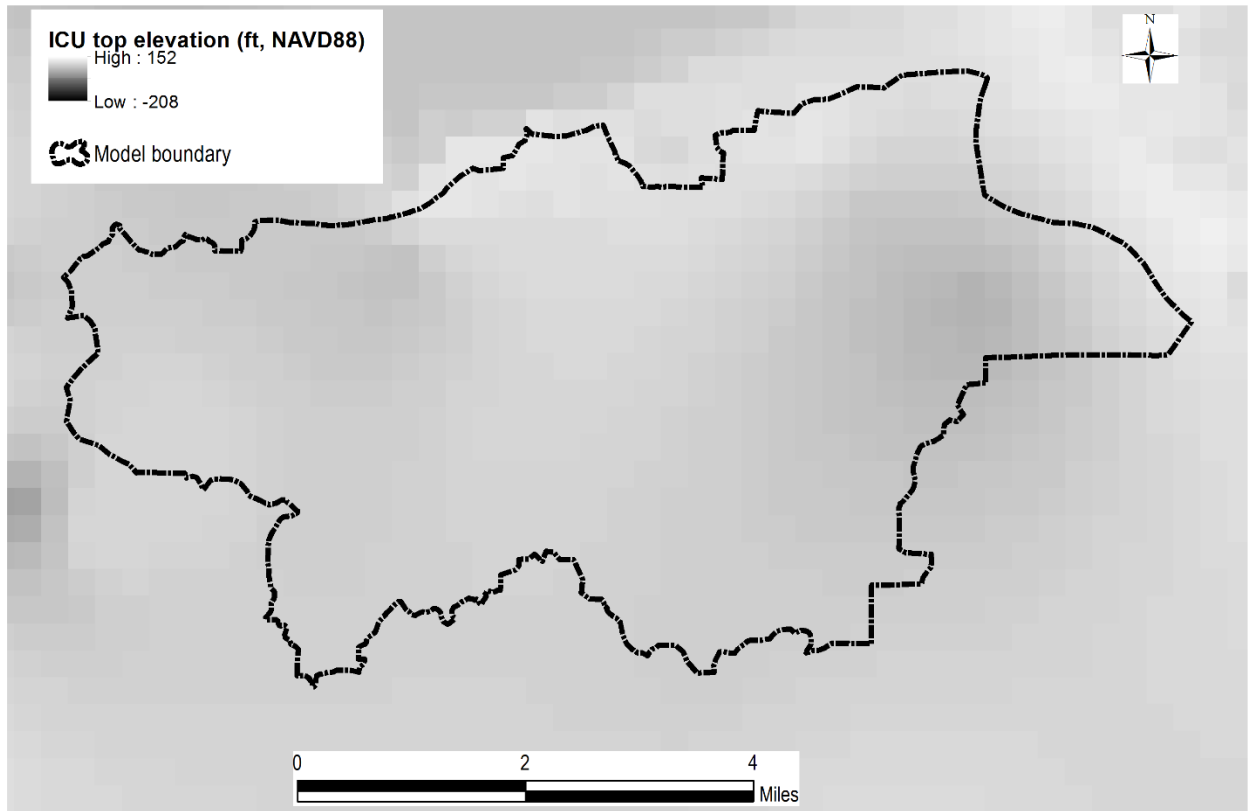 ICU top elevation (ft, NAVD88)
High : 152
Low : -208
Model boundary
N
0 2 4
Miles